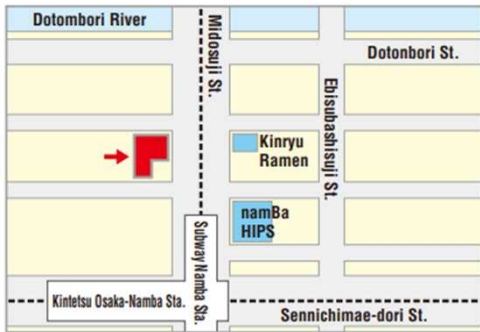 Dotombori River
Midosuji St.
Dotonbori St.
Ebisubashisuji St.
Kinryu
Ramen
namBa
HIPS
Subway Namba Sta.
Kintetsu Osaka-Namba Sta.
Sennichimae-dori St.